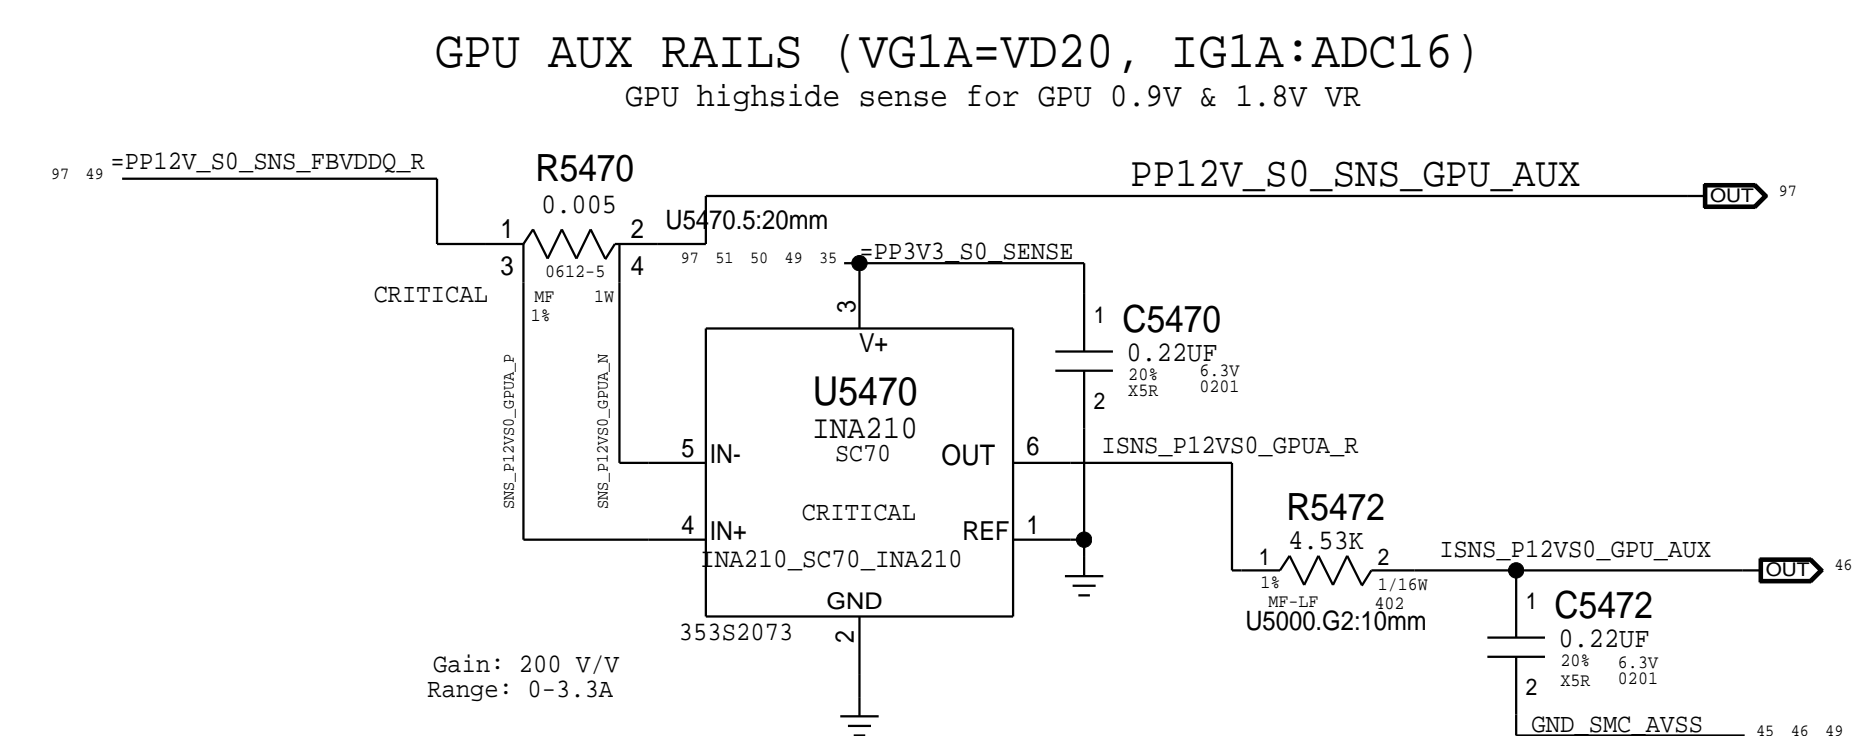 GPU AUX RAILS (VG1A=VD20, IG1A:ADC16)
GPU highside sense for GPU 0.9V & 1.8V VR
97 49 =PP12V_S0_SNS_FBVDDQ_R
R5470
0.005
1 2
3 4
0612-5
CRITICAL
MF 1W
1%
U5470.5:20mm
PP12V_S0_SNS_GPU_AUX
OUT 97
97 51 50 49 35 =PP3V3_S0_SENSE
SNS_P12VS0_GPUA_P
SNS_P12VS0_GPUA_N
3
V+
U5470
INA210
SC70
5 IN-
OUT 6
CRITICAL
4 IN+
REF 1
INA210_SC70_INA210
GND
353S2073
2
1 C5470
0.22UF
20% 6.3V
X5R 0201
2
ISNS_P12VS0_GPUA_R
R5472
4.53K
1 2
1% 1/16W
MF-LF 402
U5000.G2:10mm
ISNS_P12VS0_GPU_AUX
OUT 46
1 C5472
0.22UF
20% 6.3V
X5R 0201
2
GND_SMC_AVSS 45 46 49
Gain: 200 V/V
Range: 0-3.3A